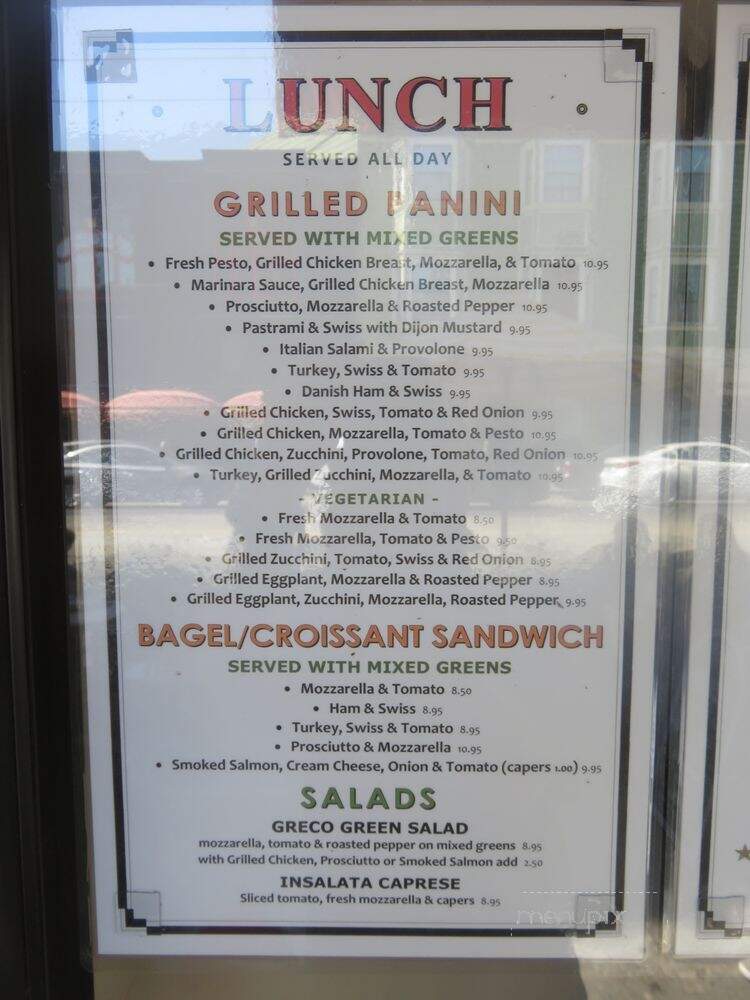 LUNCH
SERVED ALL DAY
GRILLED PANINI
SERVED WITH MIXED GREENS
• Fresh Pesto, Grilled Chicken Breast, Mozzarella, & Tomato 10.95
• Marinara Sauce, Grilled Chicken Breast, Mozzarella 10.95
• Prosciutto, Mozzarella & Roasted Pepper 10.95
• Pastrami & Swiss with Dijon Mustard 9.95
• Italian Salami & Provolone 9.95
• Turkey, Swiss & Tomato 9.95
• Danish Ham & Swiss 9.95
• Grilled Chicken, Swiss, Tomato & Red Onion 9.95
• Grilled Chicken, Mozzarella, Tomato & Pesto 10.95
• Grilled Chicken, Zucchini, Provolone, Tomato, Red Onion 10.95
• Turkey, Grilled Zucchini, Mozzarella, & Tomato 10.95
- VEGETARIAN -
• Fresh Mozzarella & Tomato 8.50
• Fresh Mozzarella, Tomato & Pesto 9.50
• Grilled Zucchini, Tomato, Swiss & Red Onion 8.95
• Grilled Eggplant, Mozzarella & Roasted Pepper 8.95
• Grilled Eggplant, Zucchini, Mozzarella, Roasted Pepper 9.95
BAGEL/CROISSANT SANDWICH
SERVED WITH MIXED GREENS
• Mozzarella & Tomato 8.50
• Ham & Swiss 8.95
• Turkey, Swiss & Tomato 8.95
• Prosciutto & Mozzarella 10.95
• Smoked Salmon, Cream Cheese, Onion & Tomato (capers 1.00) 9.95
SALADS
GRECO GREEN SALAD
mozzarella, tomato & roasted pepper on mixed greens 8.95
with Grilled Chicken, Prosciutto or Smoked Salmon add 2.50
INSALATA CAPRESE
Sliced tomato, fresh mozzarella & capers 8.95
menupix